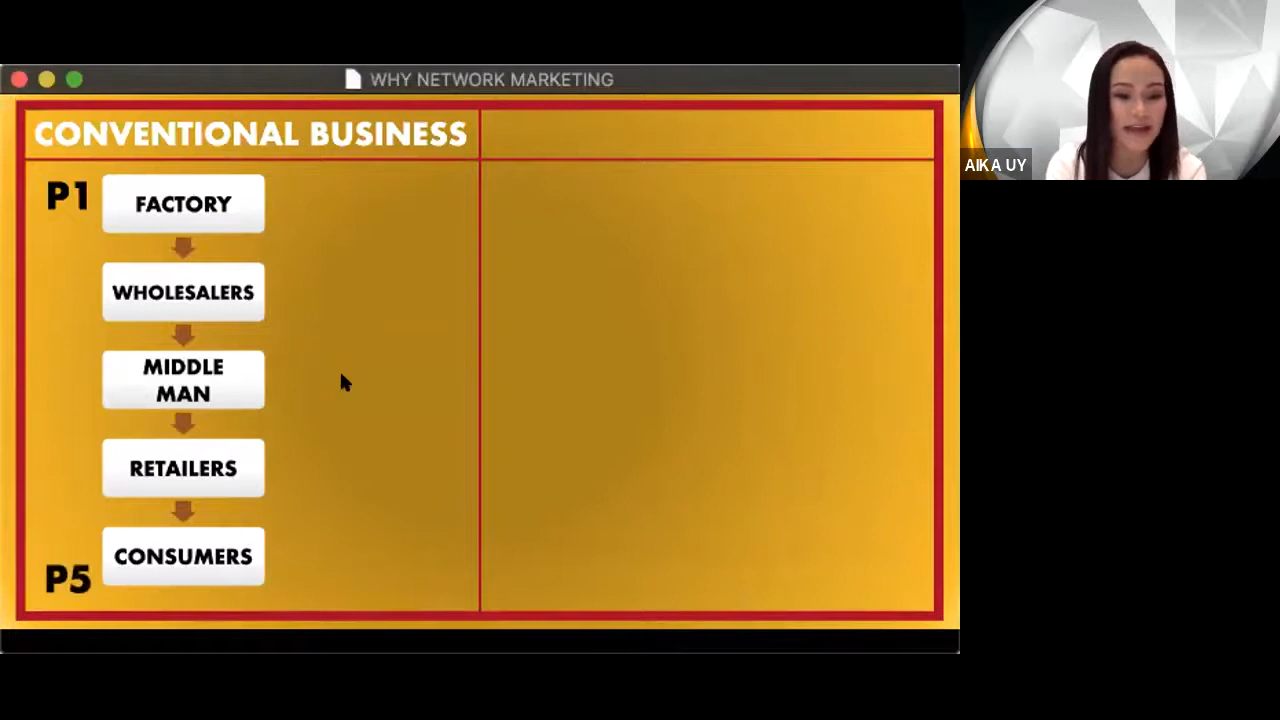 WHY NETWORK MARKETING
CONVENTIONAL BUSINESS
P1
FACTORY
WHOLESALERS
MIDDLE
MAN
RETAILERS
CONSUMERS
P5
AIKA UY